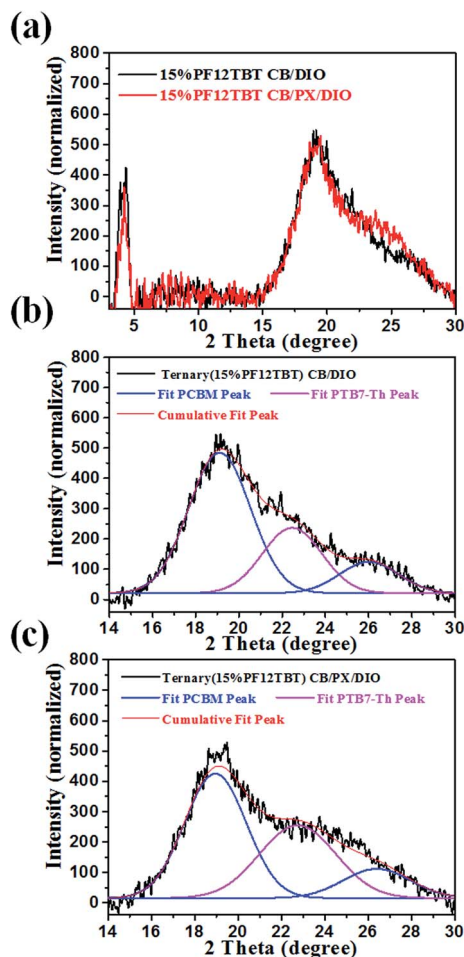 (a)
800
700
600
500
400
300
200
100
0
15%PF12TBT CB/DIO
15%PF12TBT CB/PX/DIO
Intensity (normalized)
5 10 15 20 25 30
2 Theta (degree)
(b)
800
700
600
500
400
300
200
100
0
Ternary(15%PF12TBT) CB/DIO
Fit PCBM Peak Fit PTB7-Th Peak
Cumulative Fit Peak
Intensity (normalized)
14 16 18 20 22 24 26 28 30
2 Theta (degree)
(c)
800
700
600
500
400
300
200
100
0
Ternary(15%PF12TBT) CB/PX/DIO
Fit PCBM Peak Fit PTB7-Th Peak
Cumulative Fit Peak
Intensity (normalized)
14 16 18 20 22 24 26 28 30
2 Theta (degree)